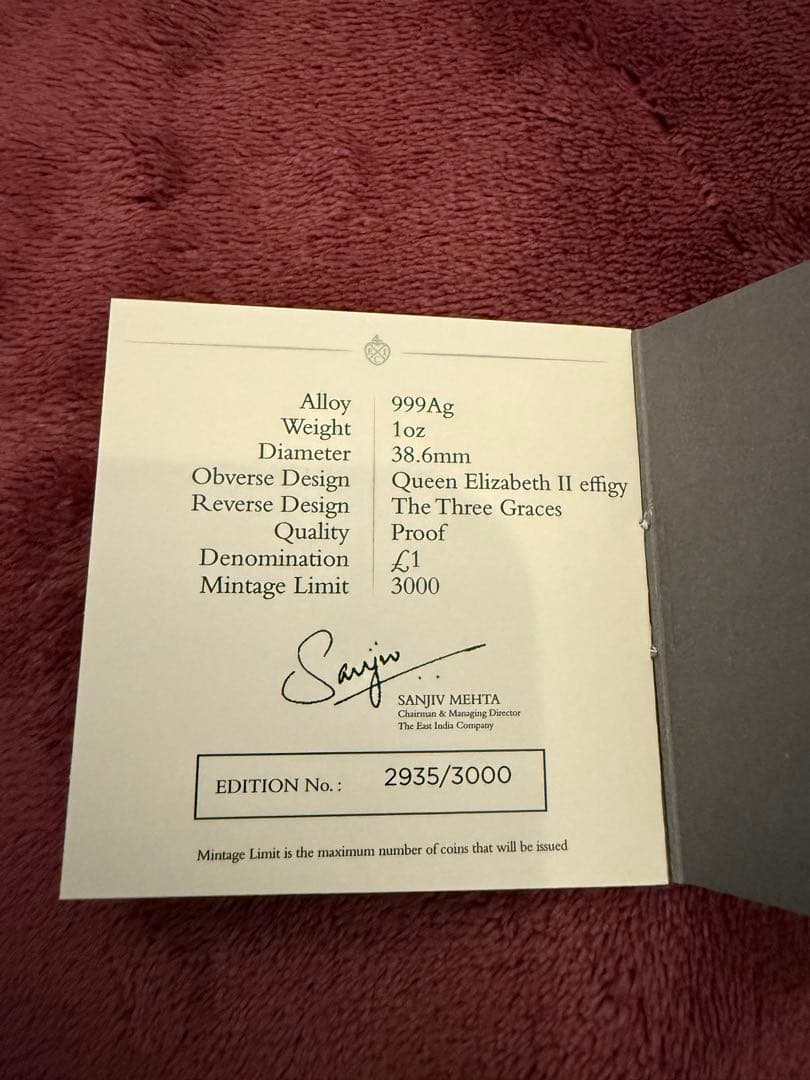 Alloy 999Ag
Weight 1oz
Diameter 38.6mm
Obverse Design Queen Elizabeth II effigy
Reverse Design The Three Graces
Quality Proof
Denomination £1
Mintage Limit 3000
Sanjiv
SANJIV MEHTA
Chairman & Managing Director
The East India Company
EDITION No.: 2935/3000
Mintage Limit is the maximum number of coins that will be issued